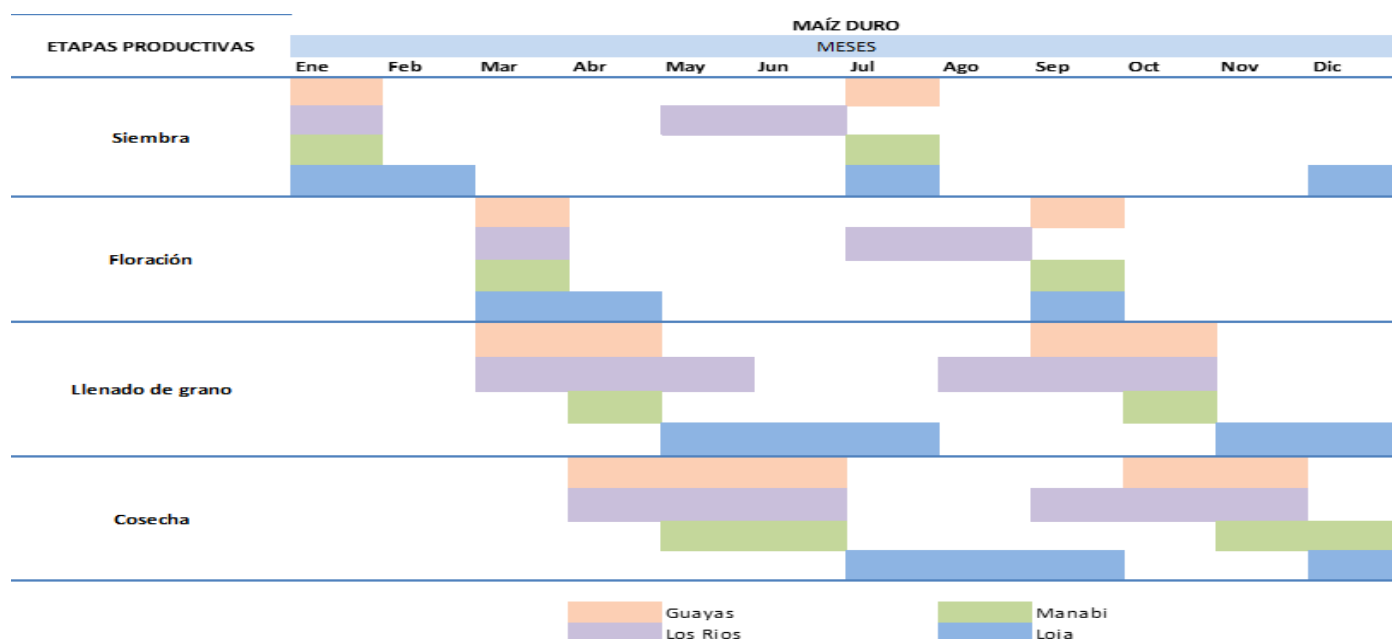 MAÍZ DURO
ETAPAS PRODUCTIVAS
MESES
Ene Feb Mar Abr May Jun Jul Ago Sep Oct Nov Dic
Siembra
Floración
Llenado de grano
Cosecha
Guayas Manabi
Los Rios Loja